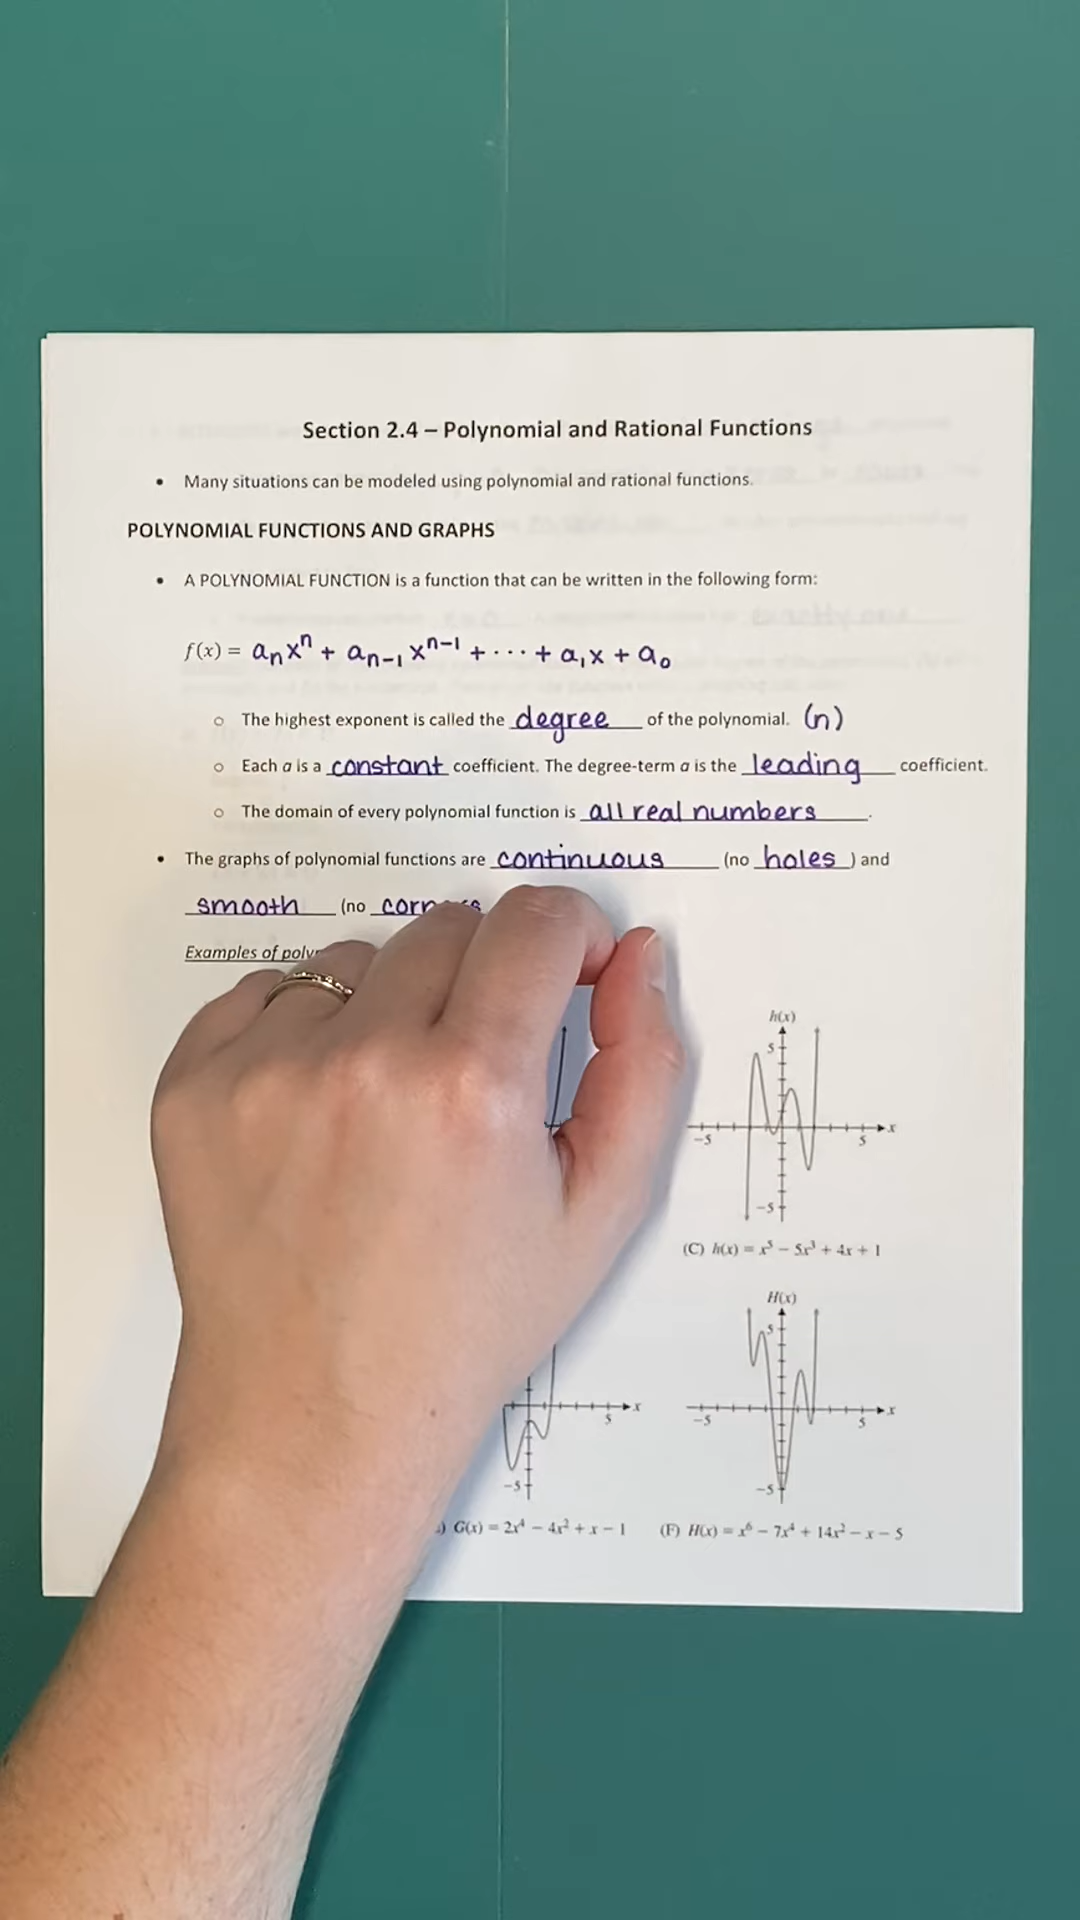 Section 2.4 – Polynomial and Rational Functions
• Many situations can be modeled using polynomial and rational functions.
POLYNOMIAL FUNCTIONS AND GRAPHS
• A POLYNOMIAL FUNCTION is a function that can be written in the following form:
f(x) = aₙxⁿ + aₙ₋₁xⁿ⁻¹ + ··· + a₁x + a₀
○ The highest exponent is called the degree of the polynomial. (n)
○ Each a is a constant coefficient. The degree-term a is the leading coefficient.
○ The domain of every polynomial function is all real numbers.
• The graphs of polynomial functions are continuous (no holes) and
smooth (no
Examples of
h(x)
5
-5
5
x
-5
(C) h(x) = x⁵ – 5x³ + 4x + 1
H(x)
5
5
x
-5
5
x
-5
-5
) G(x) = 2x⁴ – 4x² + x – 1
(F) H(x) = x⁶ – 7x⁴ + 14x² – x – 5